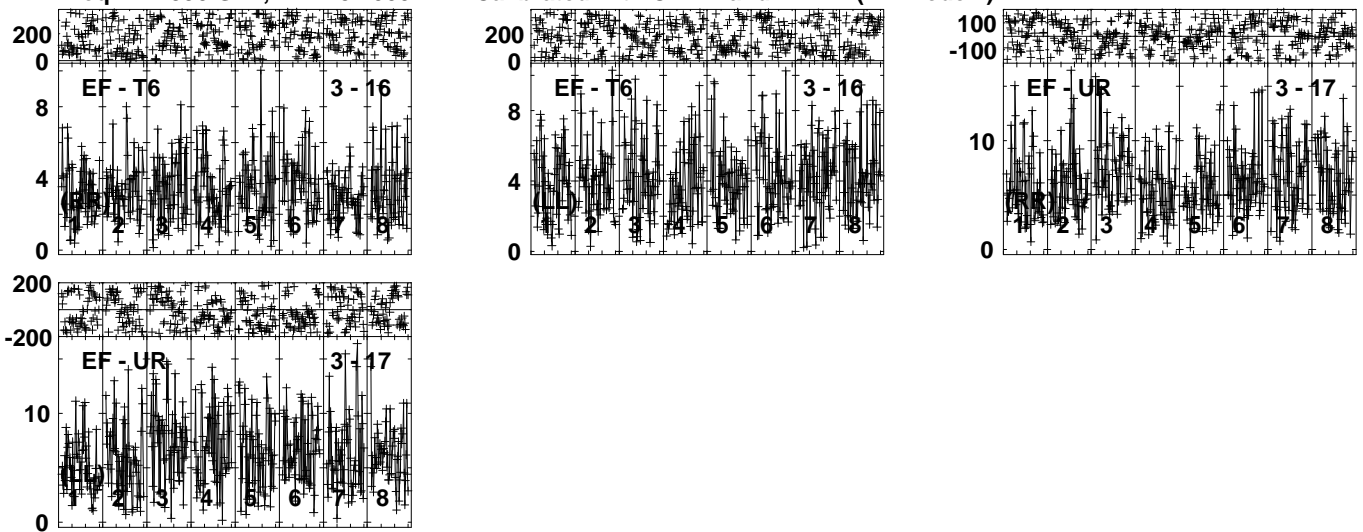 200 200 100
0 0 -100
EF - T6 3 - 16 EF - T6 3 - 16 EF - UR 3 - 17
8 8 10
4 4
(RR) (LL) (RR)
1 2 3 4 5 6 7 8 1 2 3 4 5 6 7 8 1 2 3 4 5 6 7 8
0 0 0
200
-200
EF - UR 3 - 17
10
(LL)
1 2 3 4 5 6 7 8
0